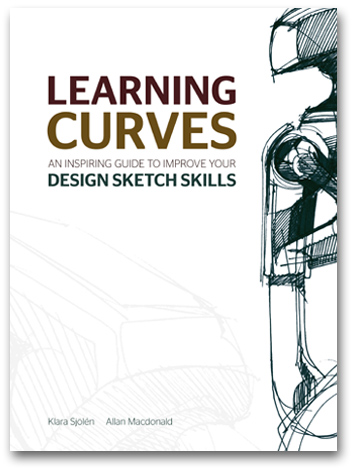 LEARNING
CURVES
AN INSPIRING GUIDE TO IMPROVE YOUR
DESIGN SKETCH SKILLS
Klara Sjölén Allan Macdonald